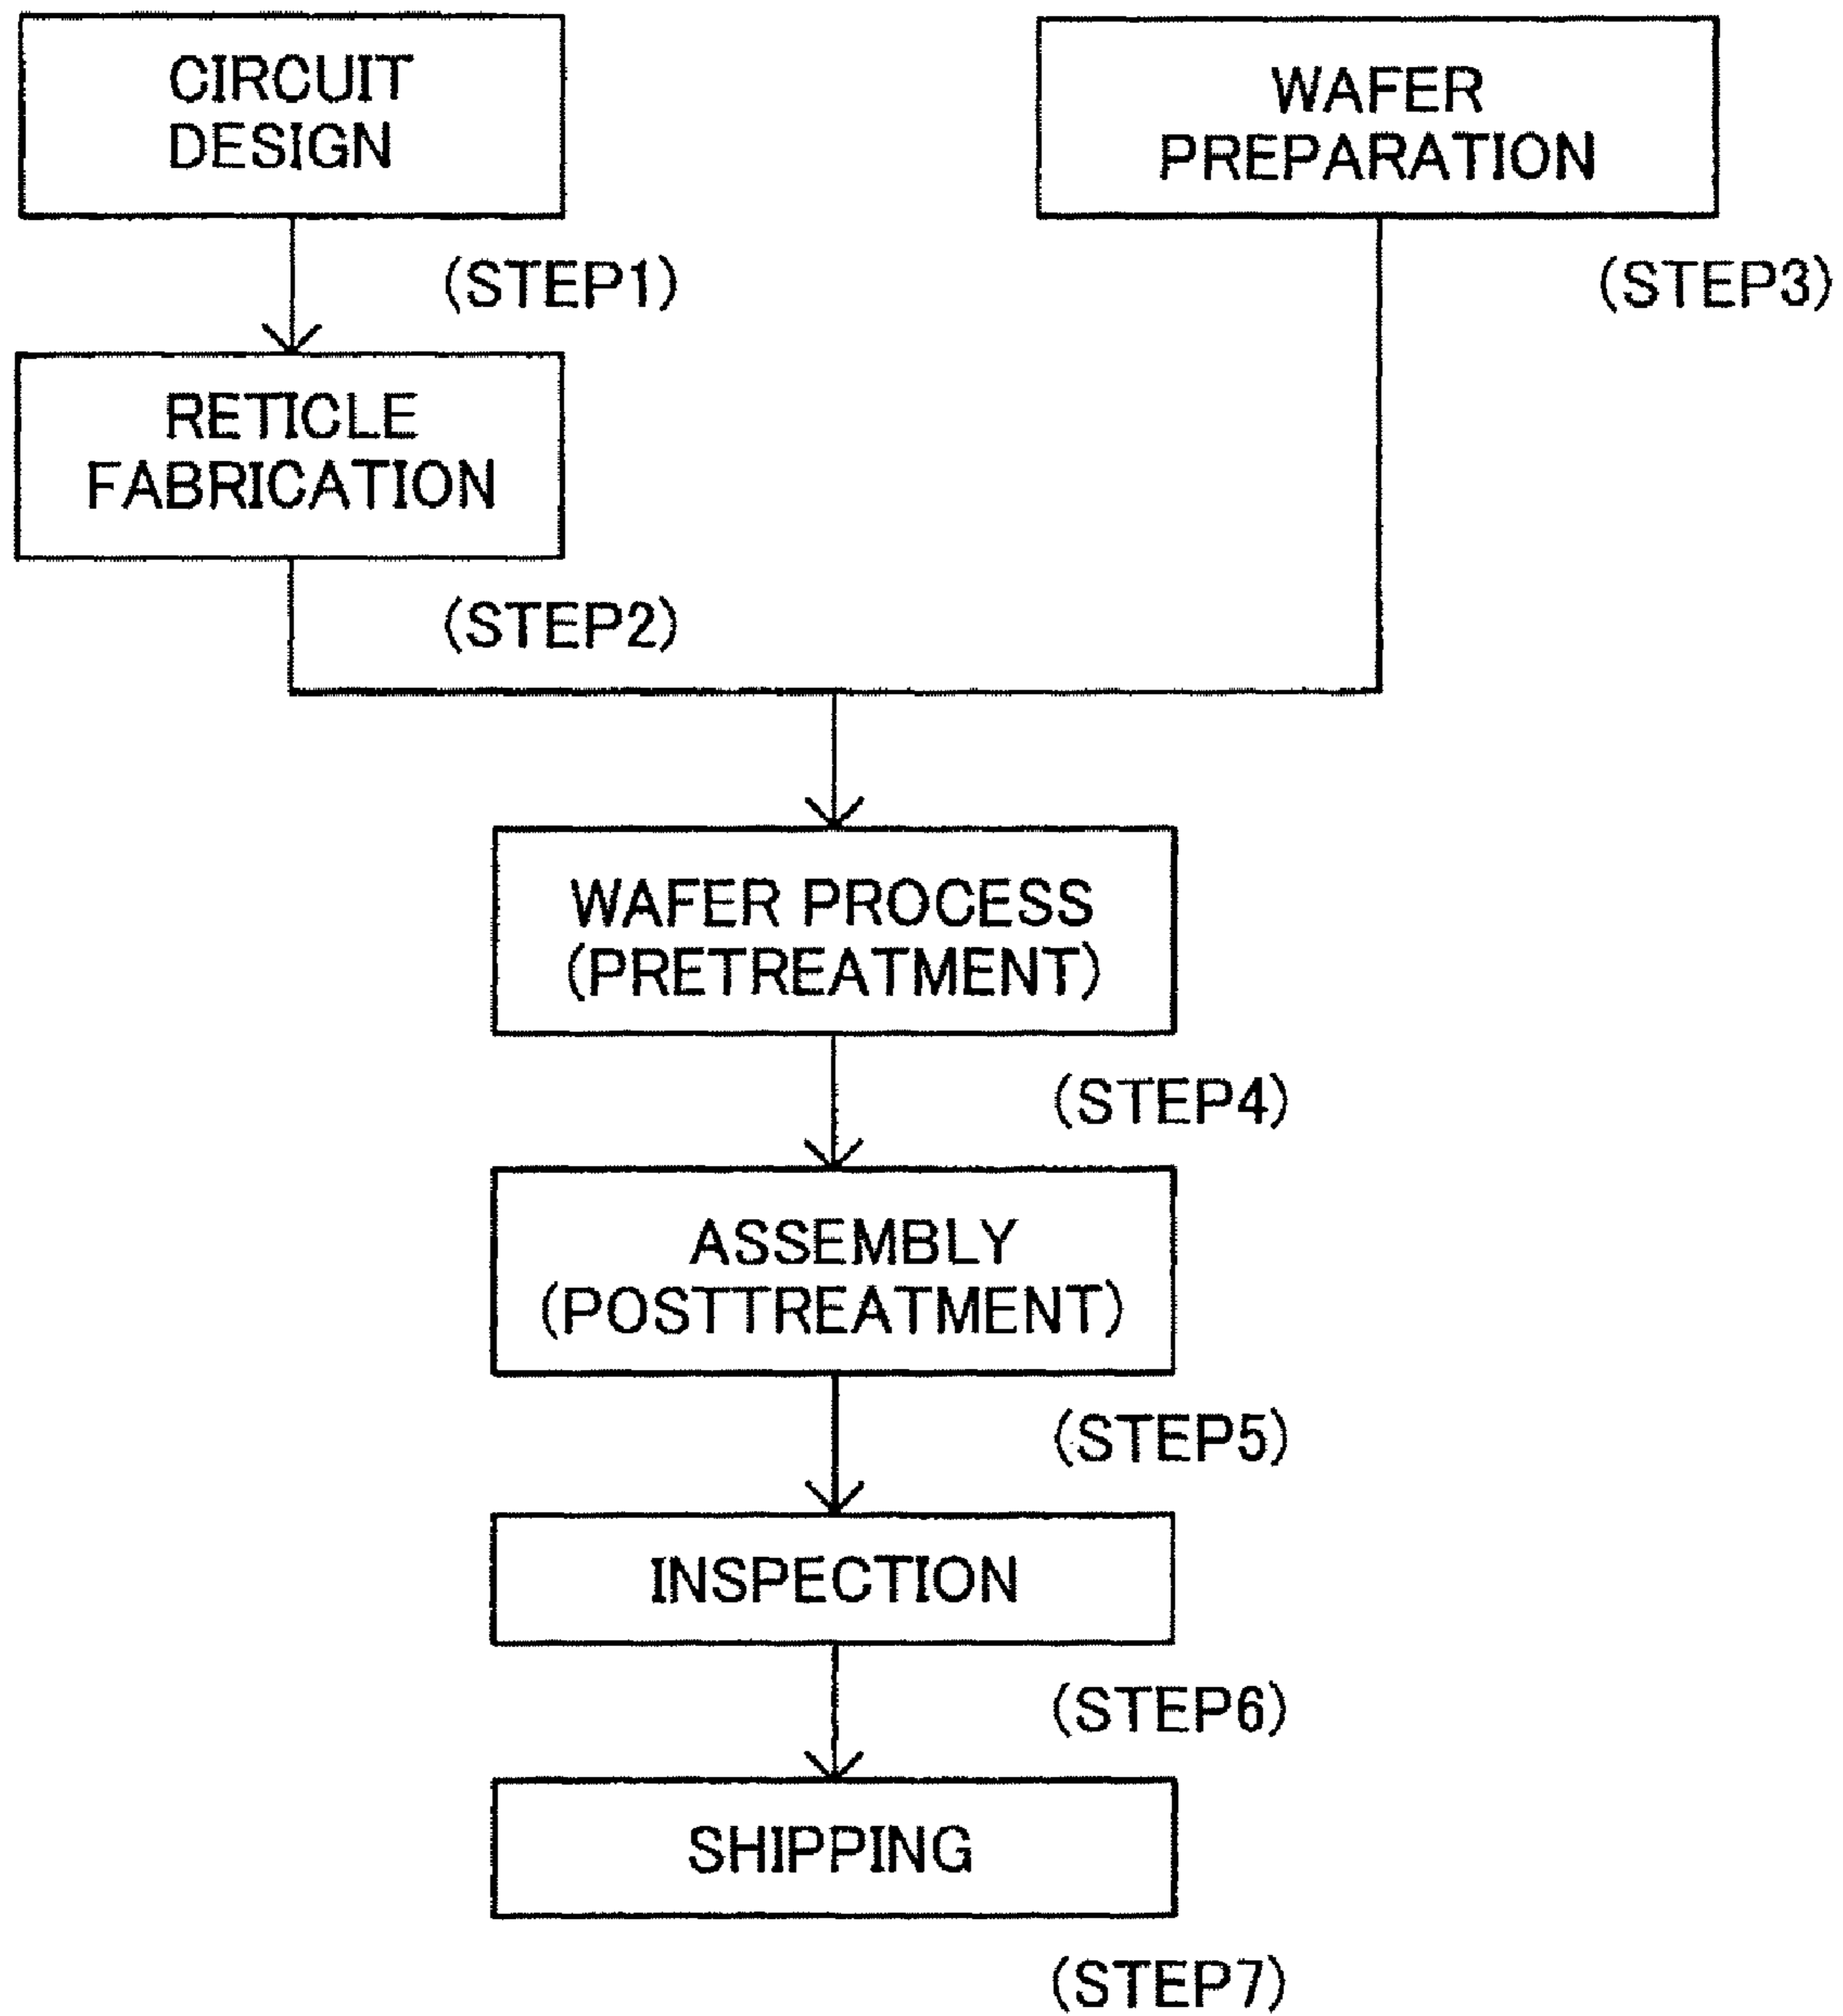 CIRCUIT
DESIGN
(STEP1)
RETICLE
FABRICATION
(STEP2)
WAFER
PREPARATION
(STEP3)
WAFER PROCESS
(PRETREATMENT)
(STEP4)
ASSEMBLY
(POSTTREATMENT)
(STEP5)
INSPECTION
(STEP6)
SHIPPING
(STEP7)